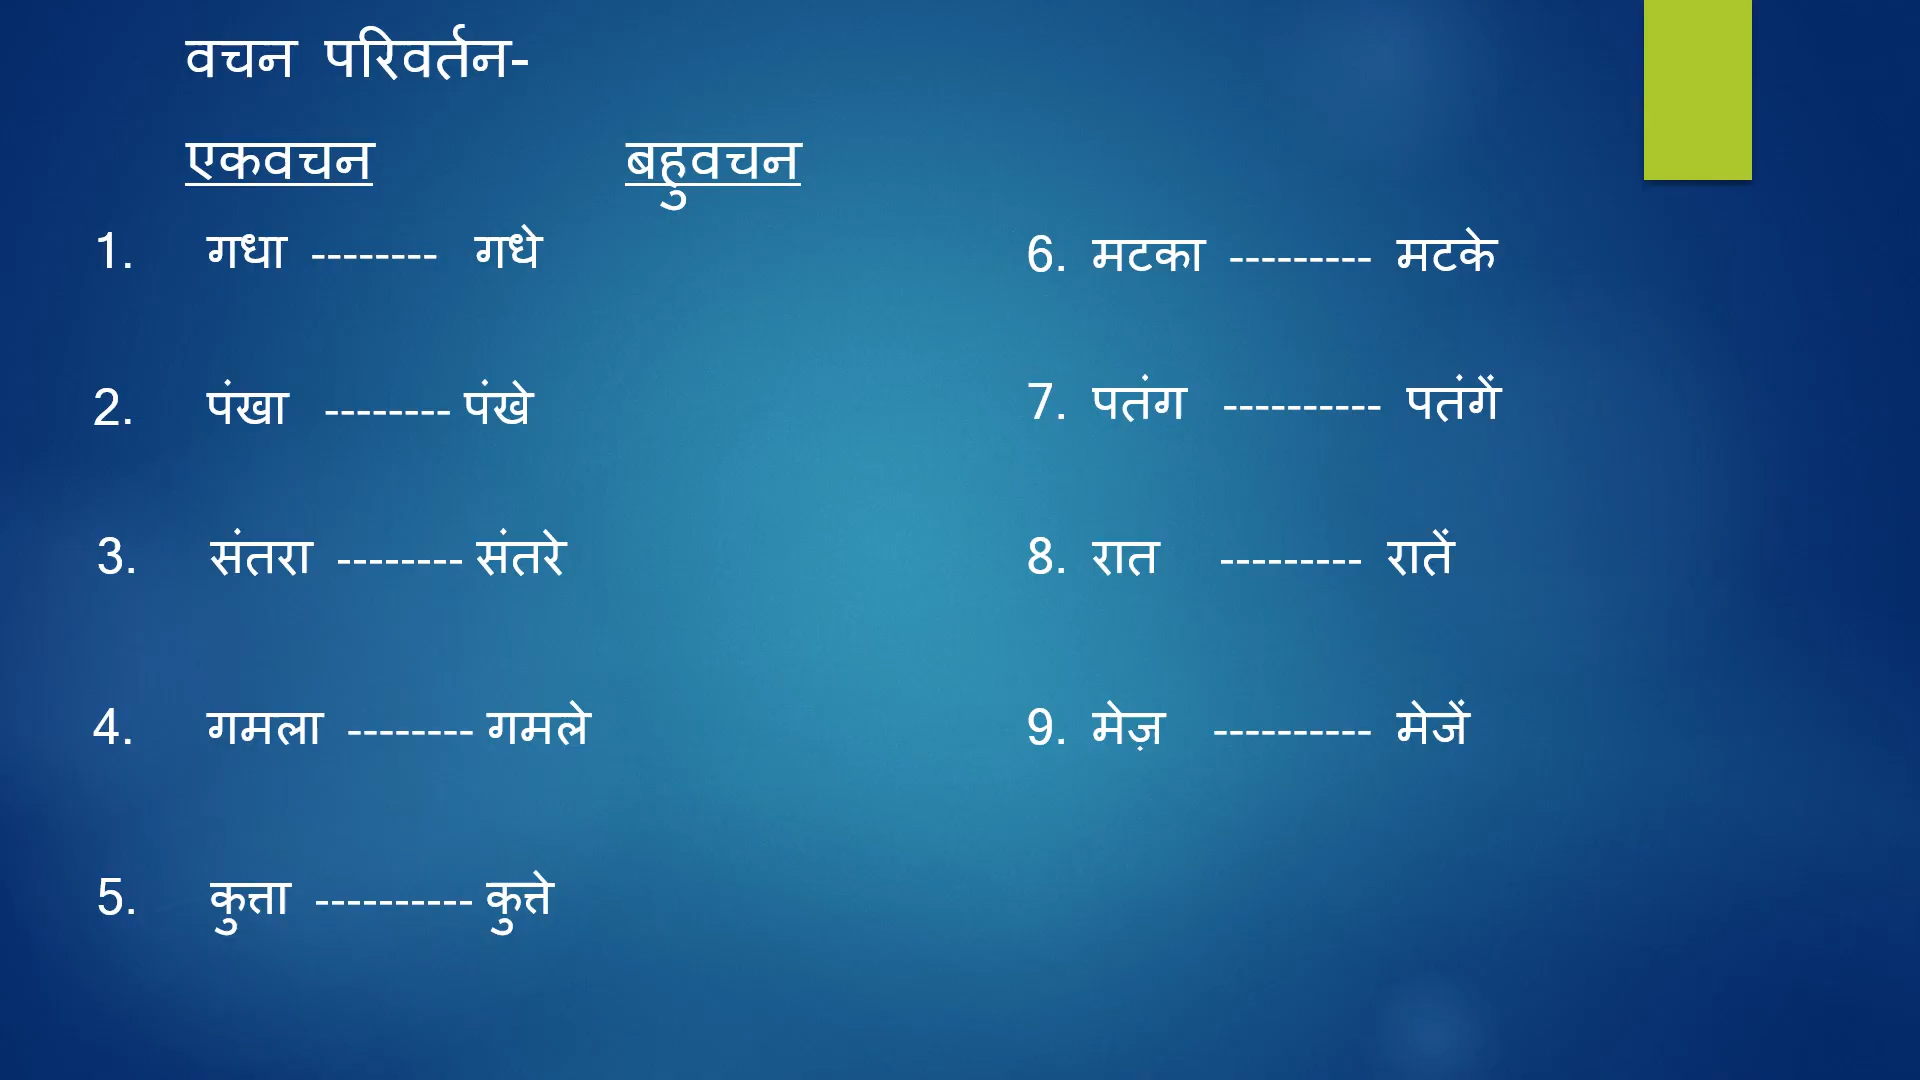 वचन परिवर्तन-
एकवचन बहुवचन
1. गधा -------- गधे
2. पंखा -------- पंखे
3. संतरा -------- संतरे
4. गमला -------- गमले
5. कुत्ता ---------- कुत्ते
6. मटका --------- मटके
7. पतंग ---------- पतंगें
8. रात --------- रातें
9. मेज़ ---------- मेजें